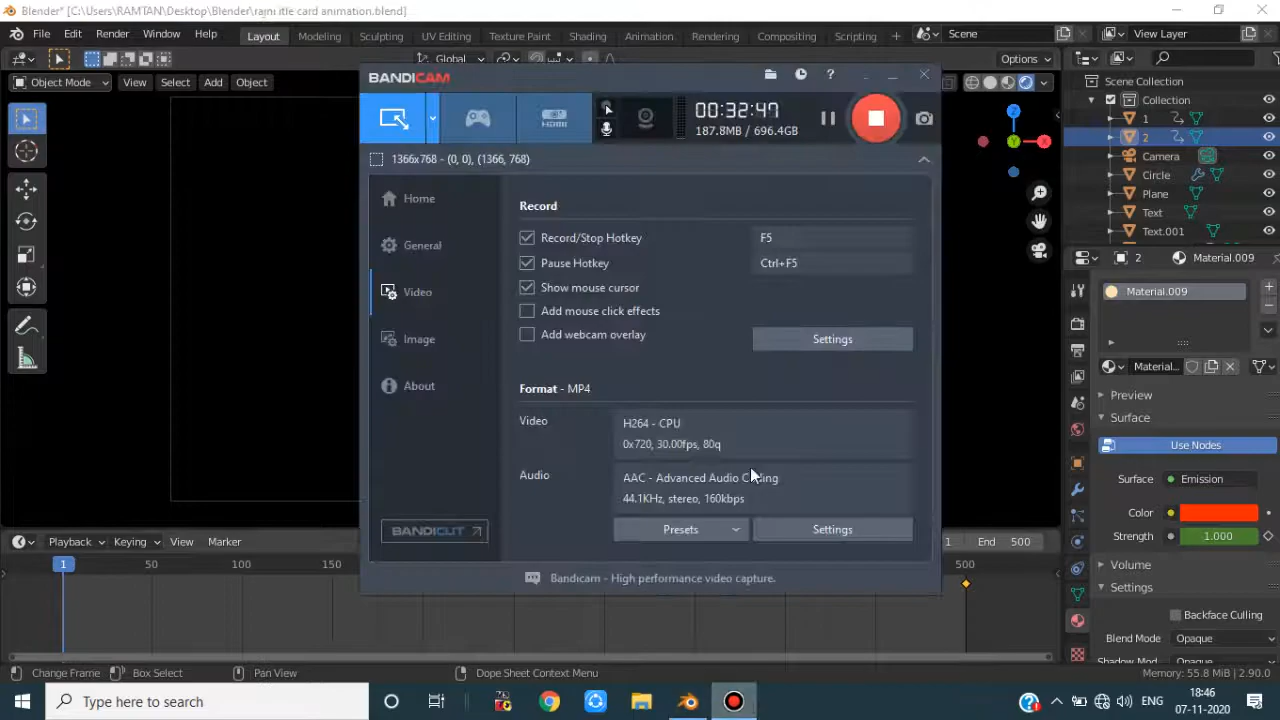 Blender* [C:\Users\RAMTAN\Desktop\Blender\ramt itle card animation.blend]
File Edit Render Window Help Layout Modeling Sculpting UV Editing Texture Paint Shading Animation Rendering Compositing Scripting Scene View Layer
Global Options
Object Mode View Select Add Object
BANDICAM
00:32:47
187.8MB / 696.4GB
1366x768 - (0, 0), (1366, 768)
Home
General
Video
Image
About
BANDICUT
Record
Record/Stop Hotkey F5
Pause Hotkey Ctrl+F5
Show mouse cursor
Add mouse click effects
Add webcam overlay
Settings
Format - MP4
Video H264 - CPU
0x720, 30.00fps, 80q
Audio AAC - Advanced Audio
44.1KHz, stereo, 160kbps
Presets Settings
Bandicam - High performance video capture.
Scene Collection
Collection
1
2
Camera
Circle
Plane
Text
Text.001
2 Material.009
Material.009
Material...
Preview
Surface
Use Nodes
Surface Emission
Color
Strength 1.000
Volume
Settings
Backface Culling
Blend Mode Opaque
Shadow Mod Opaque
Playback Keying View Marker 1 End 500
1 50 100 150 500
Change Frame Box Select Pan View Dope Sheet Context Menu Memory: 55.8 MiB | 2.90.0
Type here to search
ENG
18:46
07-11-2020